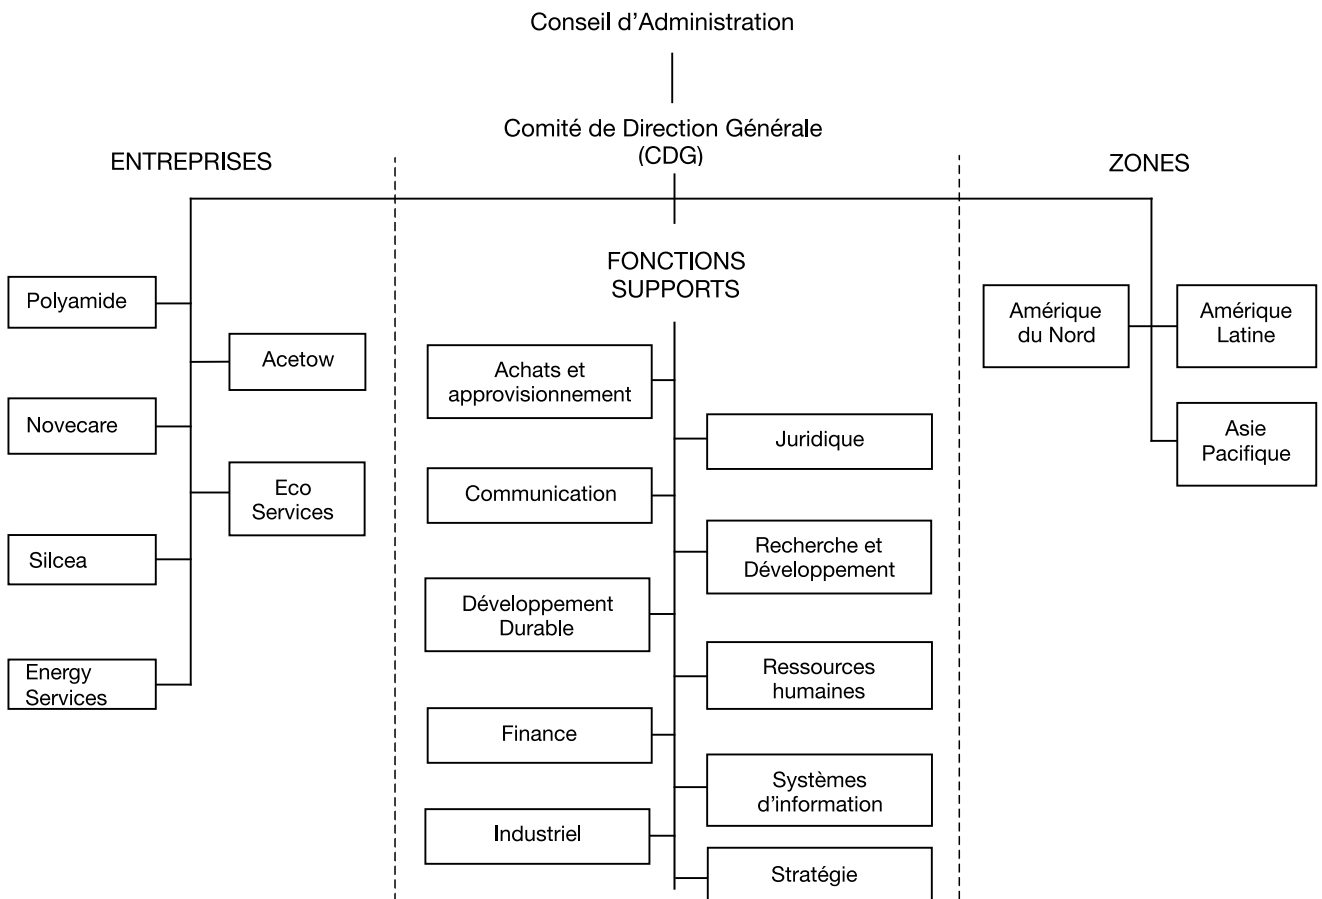 Conseil d'Administration
Comité de Direction Générale
(CDG)
ENTREPRISES
Polyamide
Acetow
Novecare
Eco
Services
Silcea
Energy
Services
FONCTIONS
SUPPORTS
Achats et
approvisionnement
Juridique
Communication
Recherche et
Développement
Développement
Durable
Ressources
humaines
Finance
Systèmes
d'information
Industriel
Stratégie
ZONES
Amérique
du Nord
Amérique
Latine
Asie
Pacifique